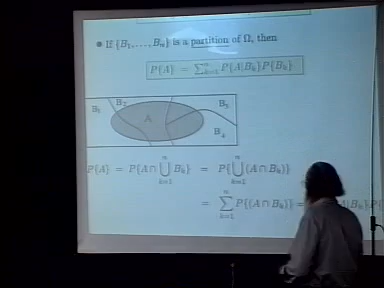 ● If {B₁, . . . , Bₙ} is a partition of Ω, then
P{A} = ∑ₖ₌₁ⁿ P{A|Bₖ}P{Bₖ}
B₁ B₂ A B₃
B₄
P{A} = P{A ∩ ⋃ₖ₌₁ⁿ Bₖ} = P{⋃ₖ₌₁ⁿ (A ∩ Bₖ)}
= ∑ₖ₌₁ⁿ P{(A ∩ Bₖ)} =